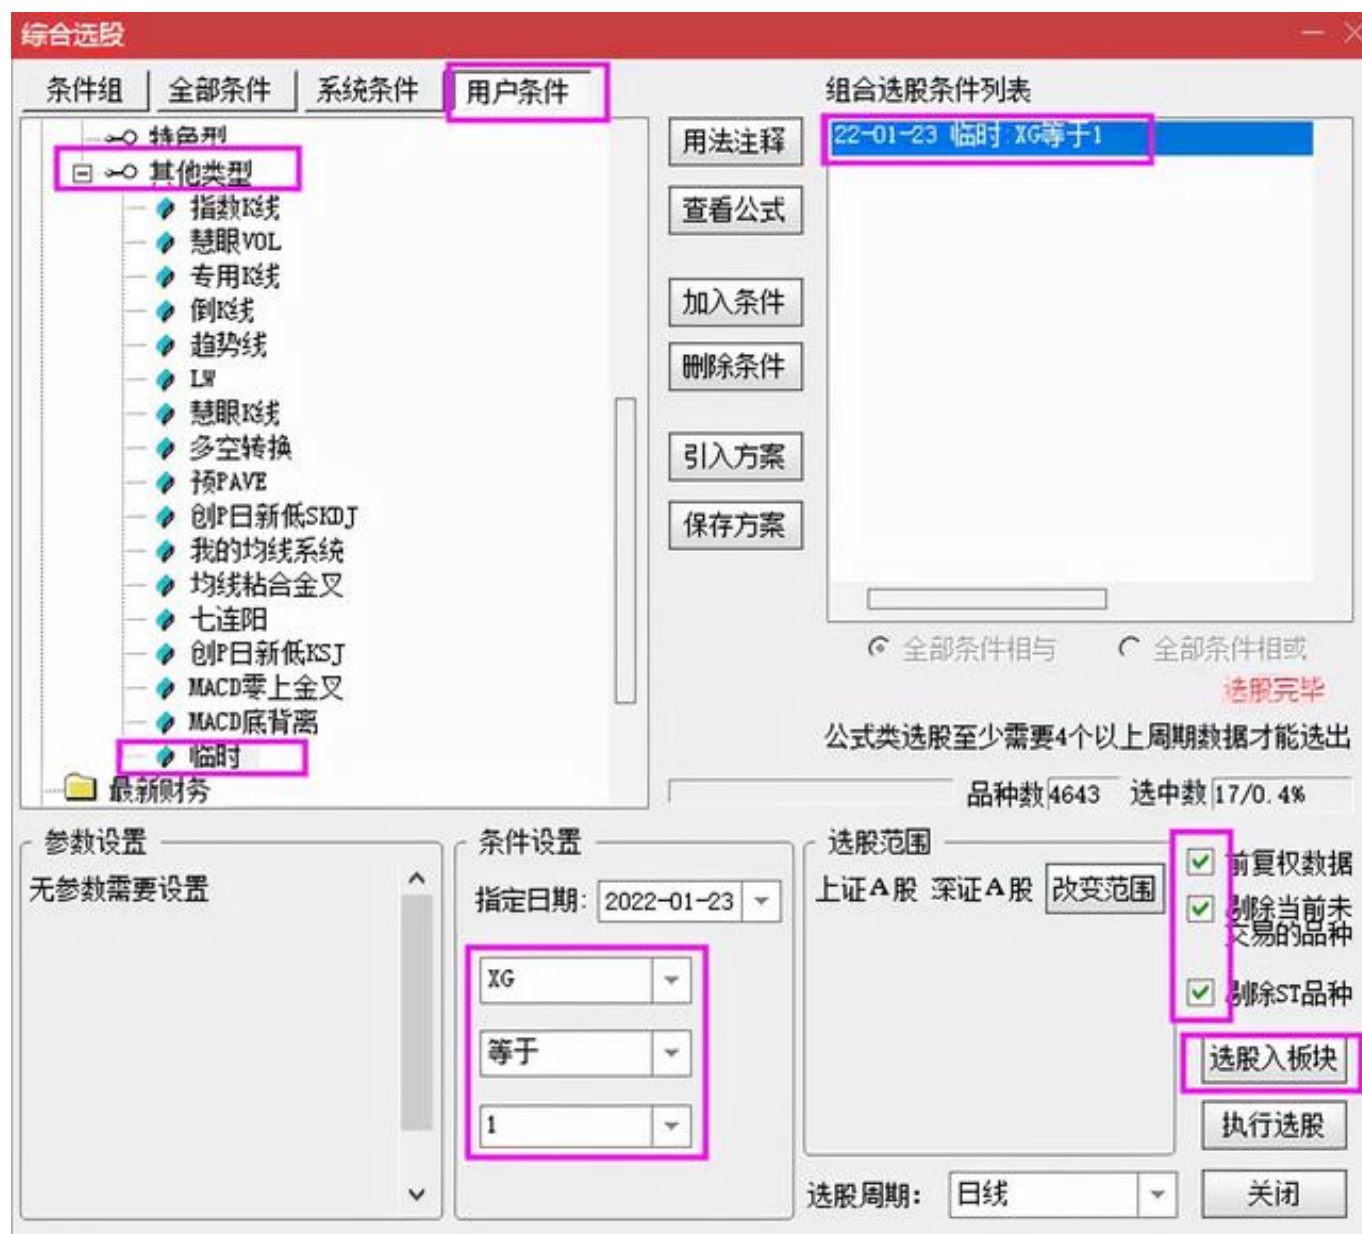 综合选股
条件组 全部条件 系统条件 用户条件
特色型
其他类型
指数K线
慧眼VOL
专用K线
倒K线
趋势线
LW
慧眼K线
多空转换
预PAVE
创P日新低SKDJ
我的均线系统
均线粘合金叉
七连阳
创P日新低KSJ
MACD零上金叉
MACD底背离
临时
最新财务
用法注释
查看公式
加入条件
删除条件
引入方案
保存方案
组合选股条件列表
22-01-23 临时:XG等于1
全部条件相与 全部条件相或
选股完毕
公式类选股至少需要4个以上周期数据才能选出
品种数 4643 选中数 17/0.4%
参数设置
无参数需要设置
条件设置
指定日期: 2022-01-23
XG
等于
1
选股范围
上证A股 深证A股 改变范围
前复权数据
剔除当前未
交易的品种
剔除ST品种
选股入板块
执行选股
选股周期: 日线 关闭